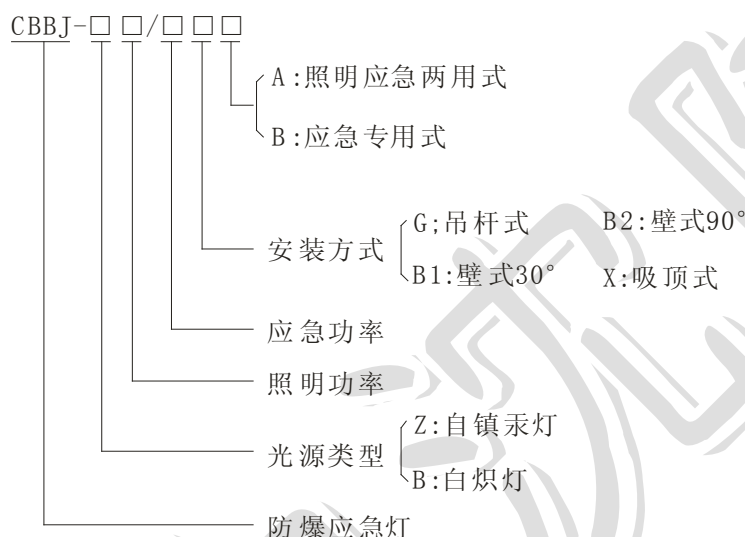 CBBJ-□□/□□□
A:照明应急两用式
B:应急专用式
安装方式
G;吊杆式 B2:壁式90°
B1:壁式30° X:吸顶式
应急功率
照明功率
光源类型
Z:自镇汞灯
B:白炽灯
防爆应急灯